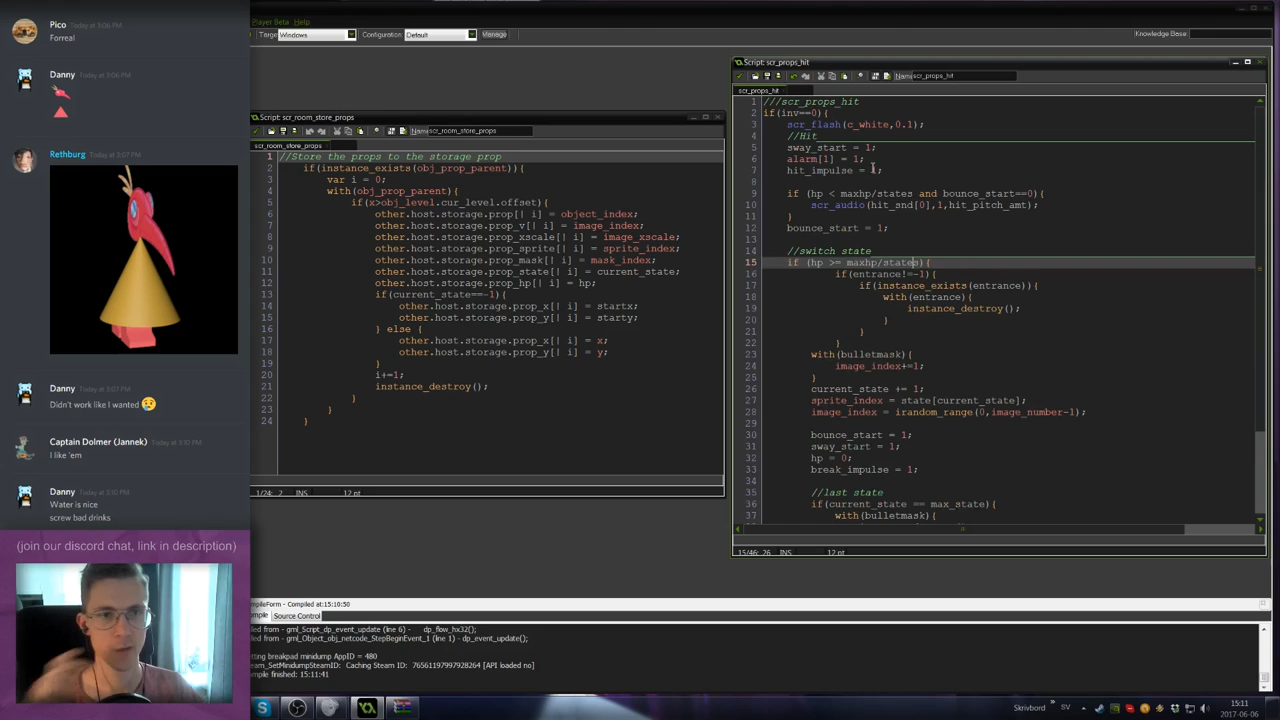 Pico Today at 3:06 PM
Forreal
Danny Today at 3:06 PM
Rethburg Today at 3:07 PM
Danny Today at 3:07 PM
Didn't work like I wanted
Captain Dolmer (Jannek) Today at 3:10 PM
I like 'em
Danny Today at 3:10 PM
Water is nice
screw bad drinks
(join our discord chat, link in description)
Player Beta Help
Target Windows Configuration: Default Manage
Knowledge Base:
Script: scr_room_store_props
Name: scr_room_store_props
scr_room_store_props
1 //Store the props to the storage prop
2 if(instance_exists(obj_prop_parent)){
3 var i = 0;
4 with(obj_prop_parent){
5 if(x>obj_level.cur_level.offset){
6 other.host.storage.prop[| i] = object_index;
7 other.host.storage.prop_v[| i] = image_index;
8 other.host.storage.prop_xscale[| i] = image_xscale;
9 other.host.storage.prop_sprite[| i] = sprite_index;
10 other.host.storage.prop_mask[| i] = mask_index;
11 other.host.storage.prop_state[| i] = current_state;
12 other.host.storage.prop_hp[| i] = hp;
13 if(current_state==-1){
14 other.host.storage.prop_x[| i] = startx;
15 other.host.storage.prop_y[| i] = starty;
16 } else {
17 other.host.storage.prop_x[| i] = x;
18 other.host.storage.prop_y[| i] = y;
19 }
20 i+=1;
21 instance_destroy();
22 }
23 }
24 }
1/24: 2 INS 12 pt
Script: scr_props_hit
Name: scr_props_hit
scr_props_hit
1 ///scr_props_hit
2 if(inv==0){
3 scr_flash(c_white,0.1);
4 //Hit
5 sway_start = 1;
6 alarm[1] = 1;
7 hit_impulse = 1;
8
9 if (hp < maxhp/states and bounce_start==0){
10 scr_audio(hit_snd[0],1,hit_pitch_amt);
11 }
12 bounce_start = 1;
13
14 //switch state
15 if (hp >= maxhp/states){
16 if(entrance!=-1){
17 if(instance_exists(entrance)){
18 with(entrance){
19 instance_destroy();
20 }
21 }
22 }
23 with(bulletmask){
24 image_index+=1;
25 }
26 current_state += 1;
27 sprite_index = state[current_state];
28 image_index = irandom_range(0,image_number-1);
29
30 bounce_start = 1;
31 sway_start = 1;
32 hp = 0;
33 break_impulse = 1;
34
35 //last state
36 if(current_state == max_state){
37 with(bulletmask){
15/46: 26 INS 12 pt
pileForm - Compiled at:15:10:50
mpile Source Control
lled from - gml_Script_dp_event_update (line 6) - dp_flow_hx32();
lled from - gml_Object_obj_netcode_StepBeginEvent_1 (line 1) - dp_event_update();
etting breakpad minidump AppID = 480
eam_SetMinidumpSteamID: Caching Steam ID: 76561197997928264 [API loaded no]
ompile finished: 15:11:41
Skrivbord SV 15:11
2017-06-06